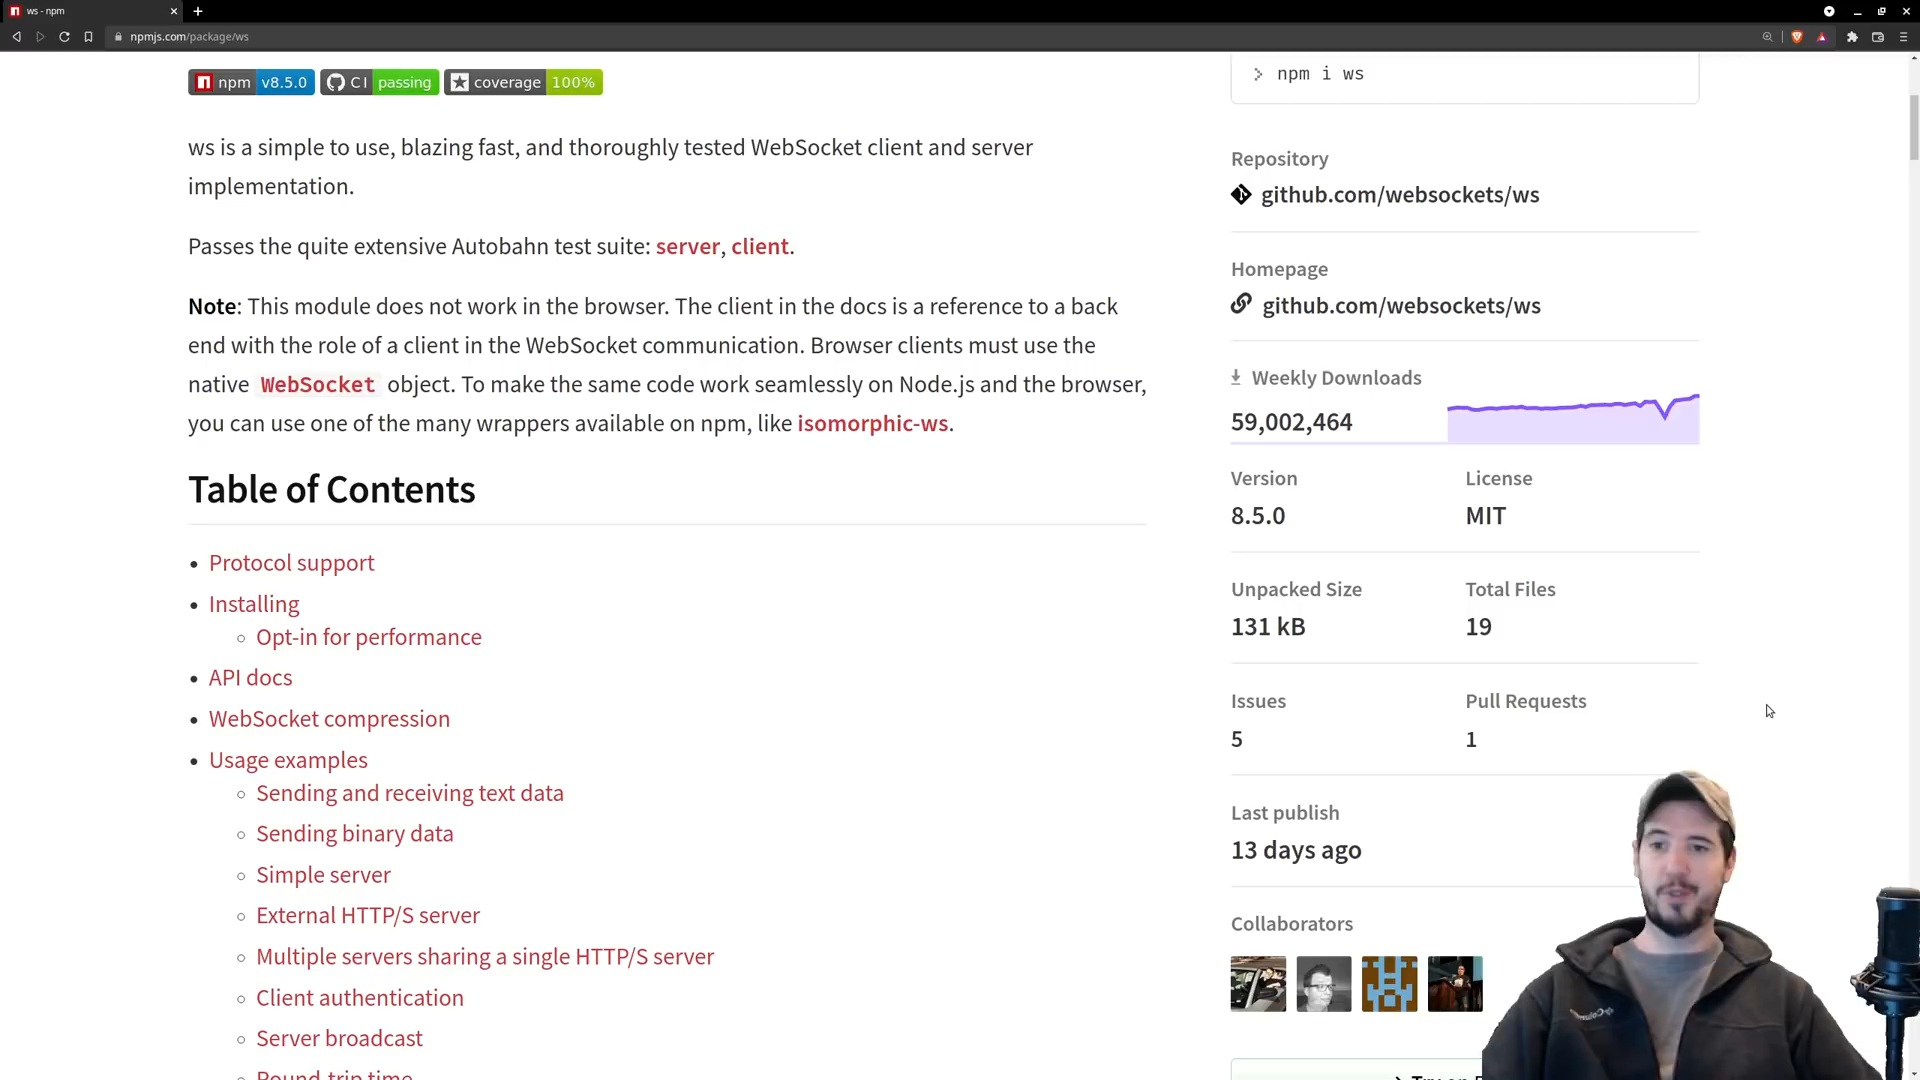 ws - npm
npmjs.com/package/ws
npm v8.5.0 CI passing coverage 100%
ws is a simple to use, blazing fast, and thoroughly tested WebSocket client and server
implementation.
Passes the quite extensive Autobahn test suite: server, client.
Note: This module does not work in the browser. The client in the docs is a reference to a back
end with the role of a client in the WebSocket communication. Browser clients must use the
native WebSocket object. To make the same code work seamlessly on Node.js and the browser,
you can use one of the many wrappers available on npm, like isomorphic-ws.
Table of Contents
• Protocol support
• Installing
◦ Opt-in for performance
• API docs
• WebSocket compression
• Usage examples
◦ Sending and receiving text data
◦ Sending binary data
◦ Simple server
◦ External HTTP/S server
◦ Multiple servers sharing a single HTTP/S server
◦ Client authentication
◦ Server broadcast
Round-trip time
> npm i ws
Repository
github.com/websockets/ws
Homepage
github.com/websockets/ws
Weekly Downloads
59,002,464
Version License
8.5.0 MIT
Unpacked Size Total Files
131 kB 19
Issues Pull Requests
5 1
Last publish
13 days ago
Collaborators
Columbia